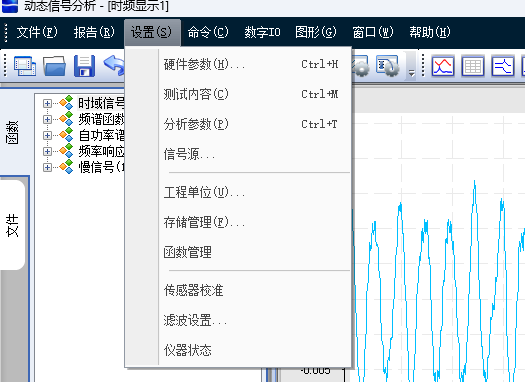 动态信号分析 - [时频显示1]
文件(F) 报告(R) 设置(S) 命令(C) 数字IO 图形(G) 窗口(W) 帮助(H)
硬件参数(H)... Ctrl+H
测试内容(C) Ctrl+M
分析参数(P) Ctrl+T
信号源...
工程单位(U)...
存储管理(F)...
函数管理
传感器校准
滤波设置...
仪器状态
函数
文件
时域信号
频谱函数
自功率谱
频率响应
慢信号(1
-0.005